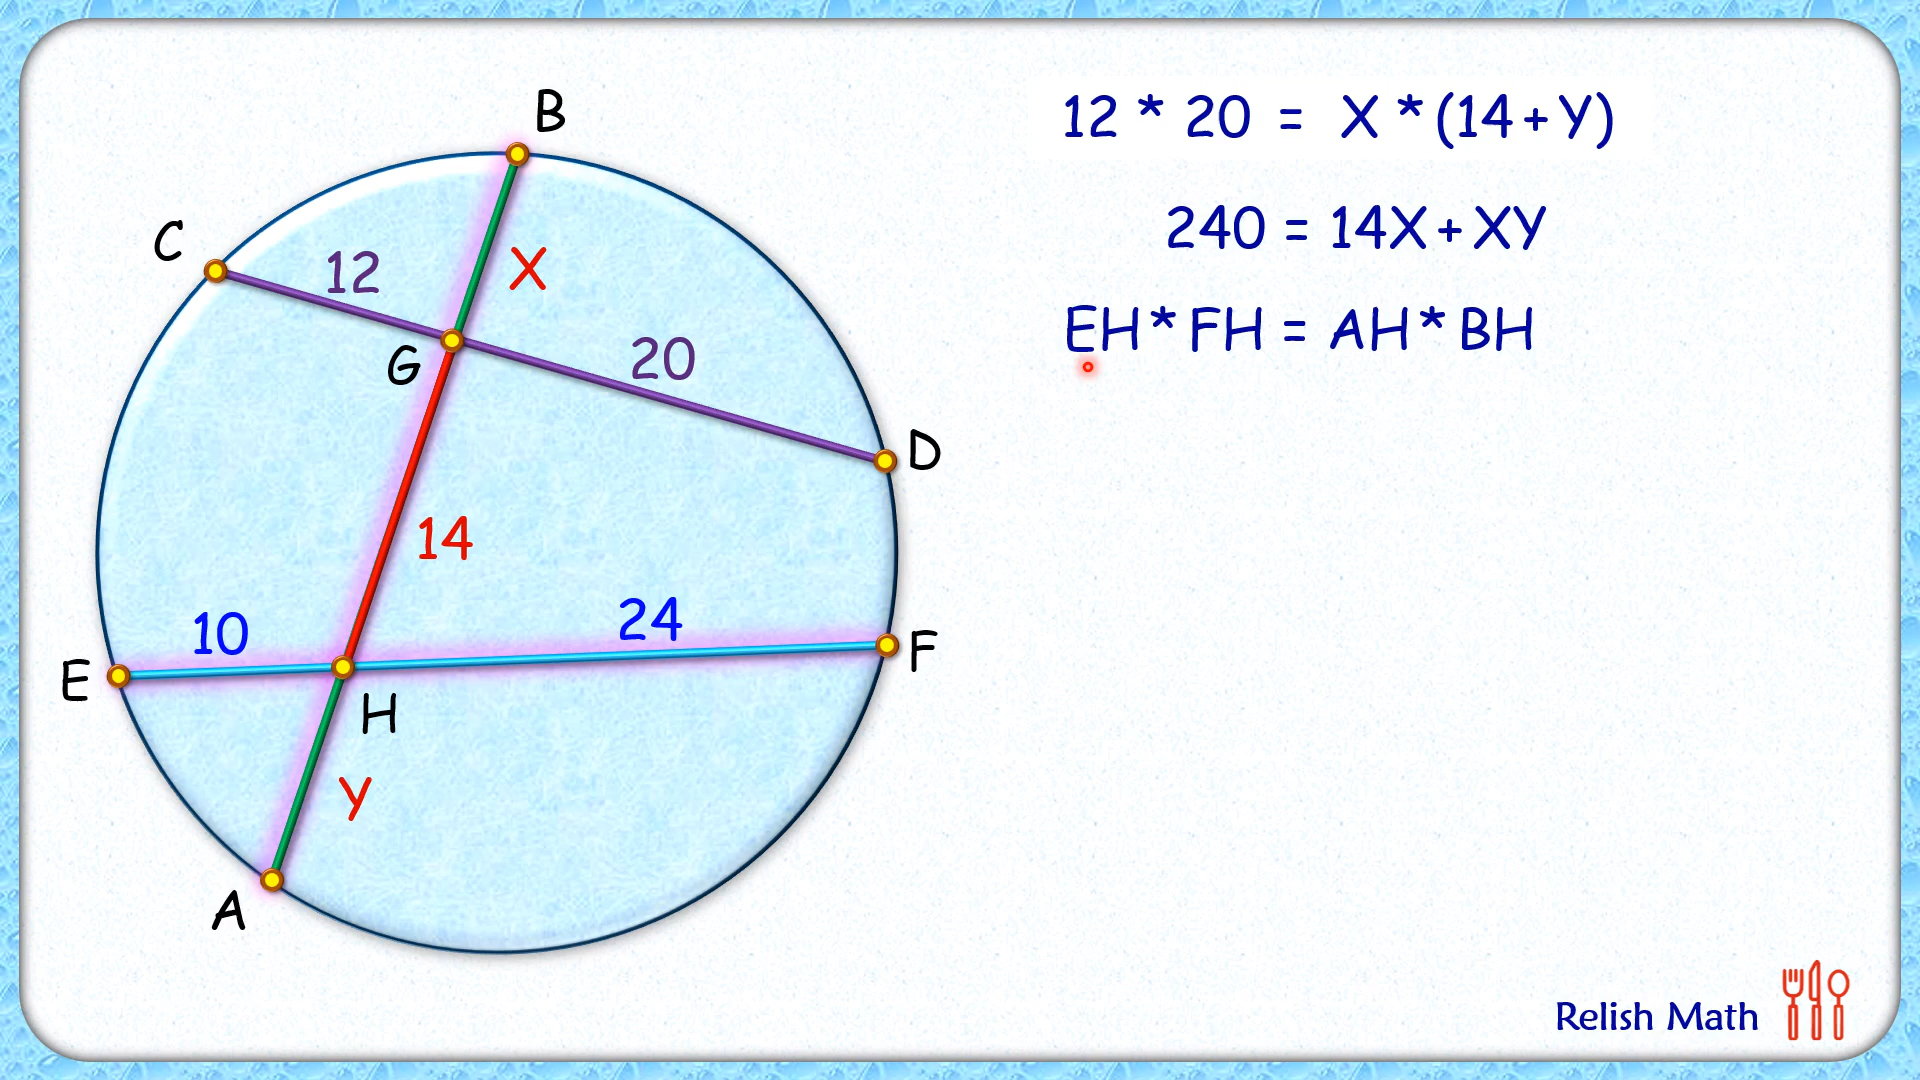 B
12 * 20 = X * (14 + Y)
C
12
X
240 = 14X + XY
G
20
EH * FH = AH * BH
D
14
10
24
E
F
H
Y
A
Relish Math